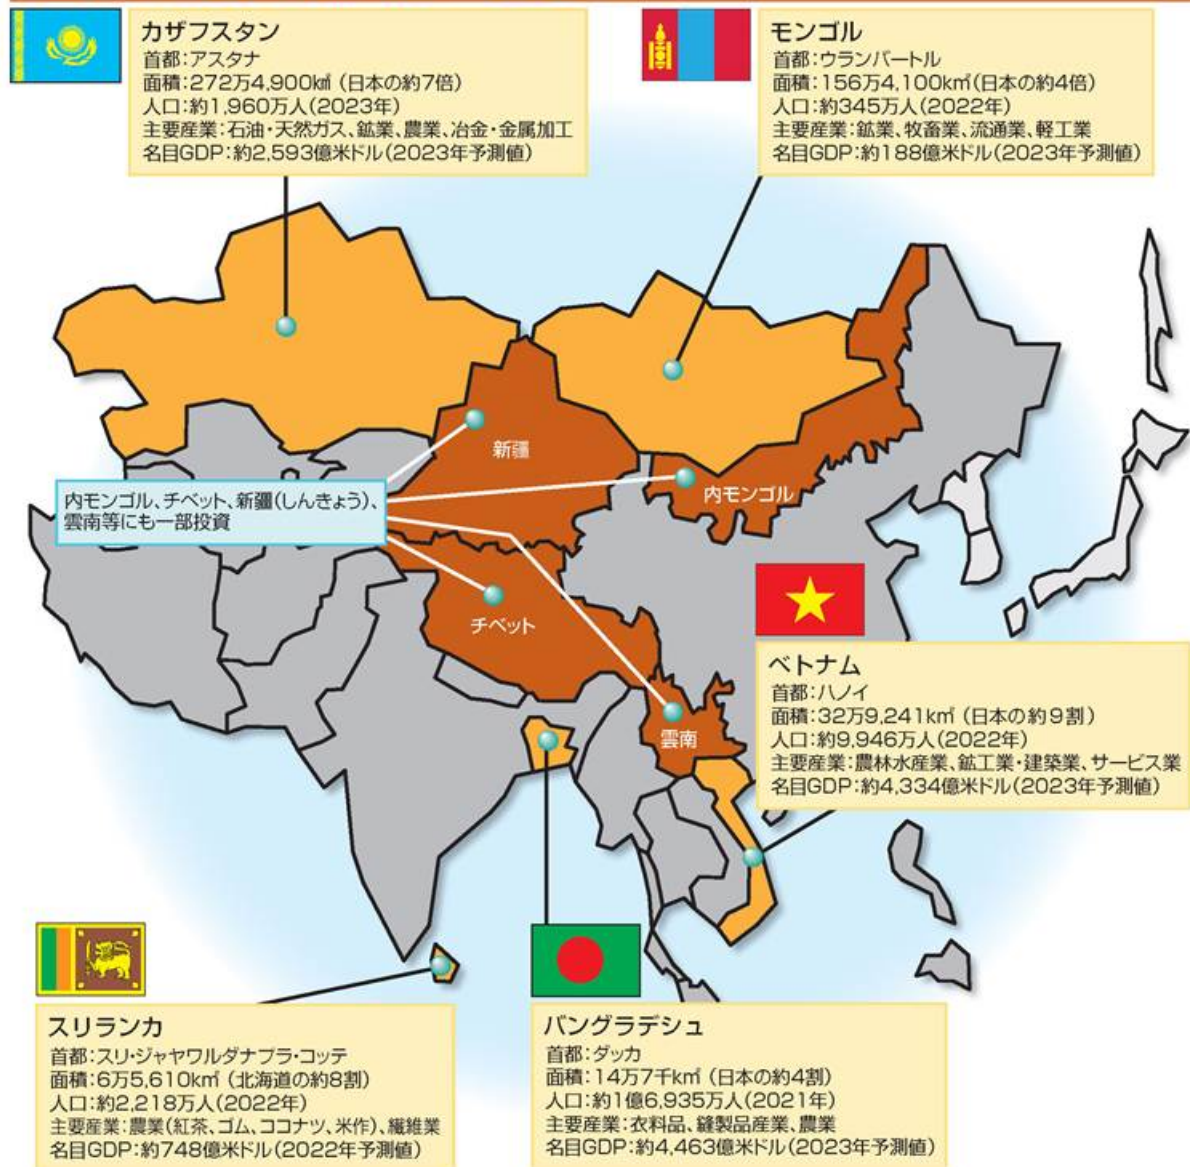 カザフスタン
首都：アスタナ
面積：272万4,900㎢（日本の約7倍）
人口：約1,960万人（2023年）
主要産業：石油・天然ガス、鉱業、農業、冶金・金属加工
名目GDP：約2,593億米ドル（2023年予測値）
モンゴル
首都：ウランバートル
面積：156万4,100k㎡（日本の約4倍）
人口：約345万人（2022年）
主要産業：鉱業、牧畜業、流通業、軽工業
名目GDP：約188億米ドル（2023年予測値）
新疆
内モンゴル
内モンゴル、チベット、新疆（しんきょう）、
雲南等にも一部投資
チベット
雲南
ベトナム
首都：ハノイ
面積：32万9,241k㎡（日本の約９割）
人口：約9,946万人（2022年）
主要産業：農林水産業、鉱工業・建築業、サービス業
名目GDP：約4,334億米ドル（2023年予測値）
スリランカ
首都：スリ・ジャヤワルダナプラ・コッテ
面積：6万5,610k㎡（北海道の約8割）
人口：約2,218万人（2022年）
主要産業：農業（紅茶、ゴム、ココナツ、米作）、繊維業
名目GDP：約748億米ドル（2022年予測値）
バングラデシュ
首都：ダッカ
面積：14万7千k㎡（日本の約4割）
人口：約1億6,935万人（2021年）
主要産業：衣料品、縫製品産業、農業
名目GDP：約4,463億米ドル（2023年予測値）